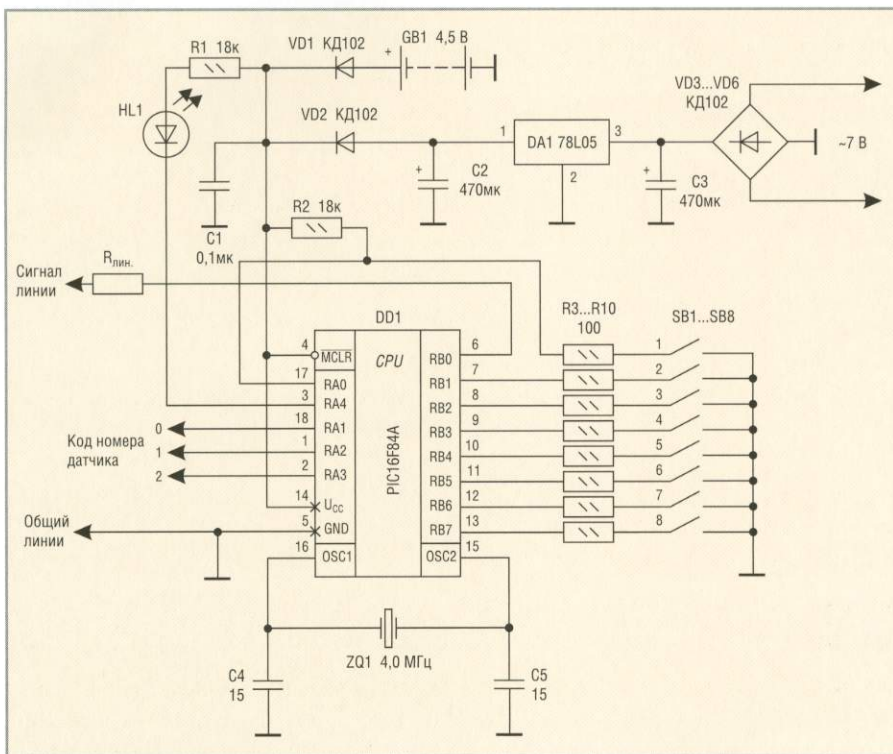 R1 18к
VD1 КД102
GB1 4,5 В
+
VD3...VD6
КД102
HL1
VD2 КД102
1
DA1 78L05
3
~7 В
+
C2
470мк
2
+
C3
470мк
R2 18к
C1
0,1мк
Rлин.
Сигнал
линии
DD1
R3...R10
100
SB1...SB8
4
MCLR
CPU
RB0
6
1
17
RA0
RB1
7
2
3
RA4
RB2
8
3
0
18
RA1
RB3
9
4
Код номера
датчика
1
1
RA2
PIC16F84A
RB4
10
5
2
2
RA3
RB5
11
6
14
Ucc
RB6
12
7
Общий
линии
5
GND
RB7
13
8
16
OSC1
OSC2
15
ZQ1 4,0 МГц
C4
15
C5
15